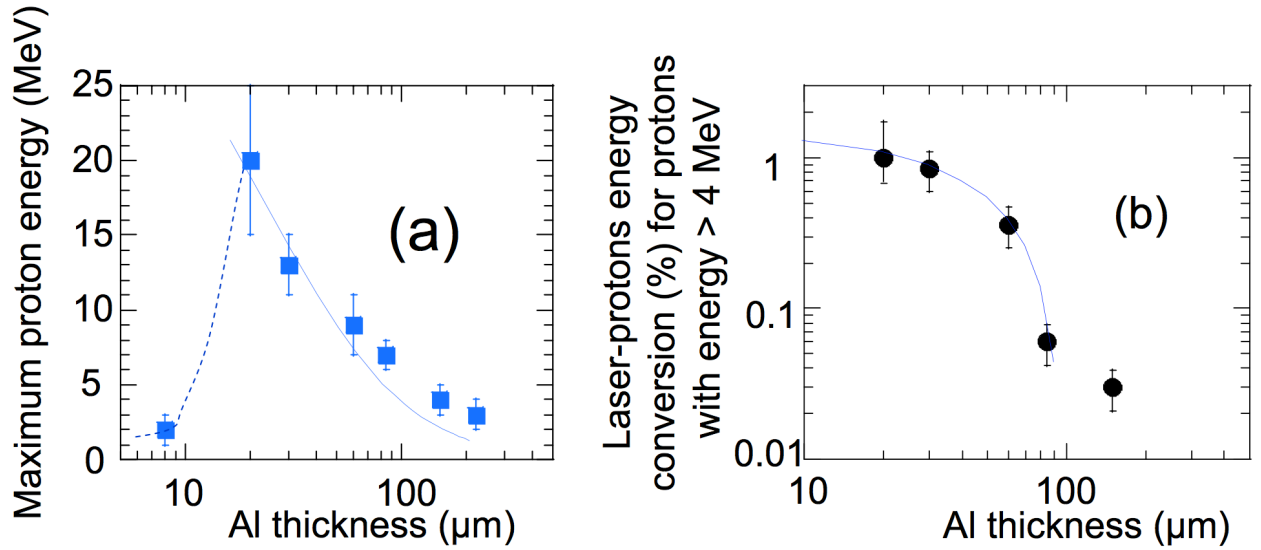 Maximum proton energy (MeV)
25
20
15
10
5
0
(a)
10
100
Al thickness (µm)
Laser-protons energy
conversion (%) for protons
with energy > 4 MeV
1
0.1
0.01
(b)
10
100
Al thickness (µm)